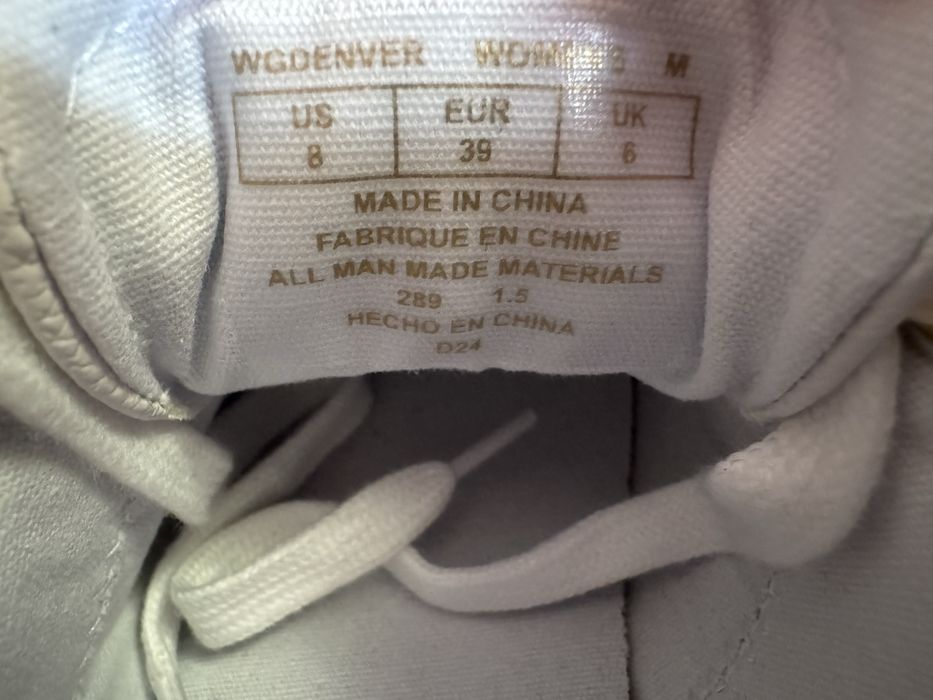 WGDENVER WOMENS M
US EUR UK
8 39 6
MADE IN CHINA
FABRIQUE EN CHINE
ALL MAN MADE MATERIALS
289 1.5
HECHO EN CHINA
D24